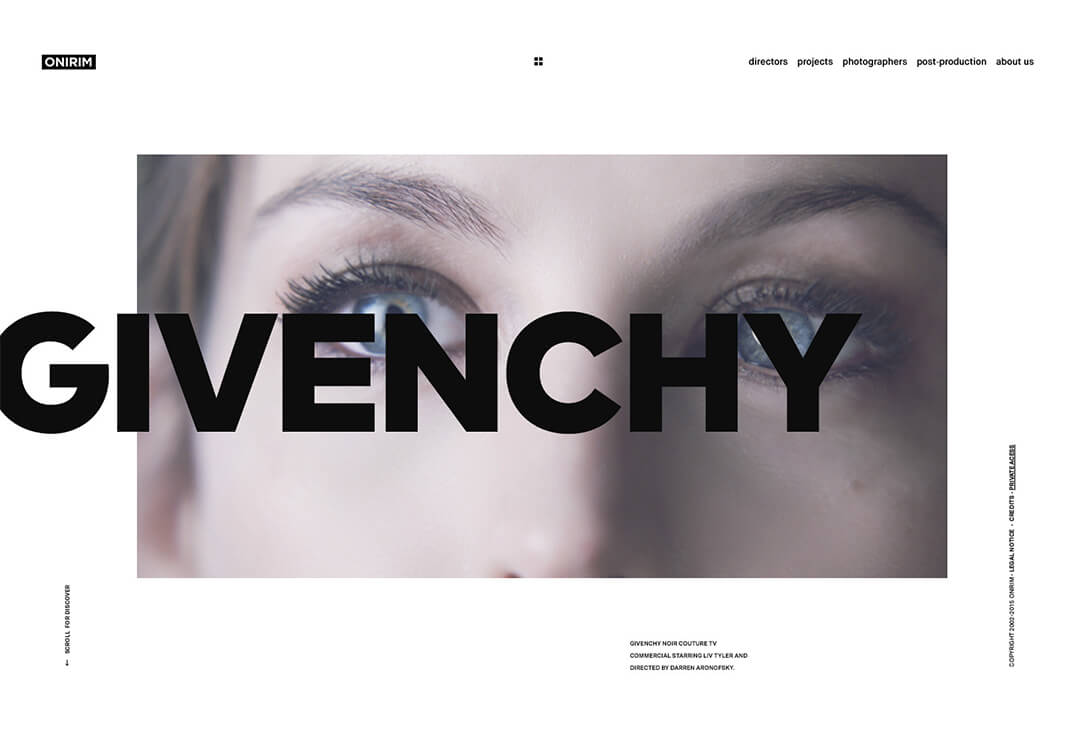 ONIRIM
directors projects photographers post-production about us
GIVENCHY
↓ SCROLL FOR DISCOVER
GIVENCHY NOIR COUTURE TV
COMMERCIAL STARRING LIV TYLER AND
DIRECTED BY DARREN ARONOFSKY.
COPYRIGHT 2002-2015 ONIRIM - LEGAL NOTICE - CREDITS - PRIVATE ACESS